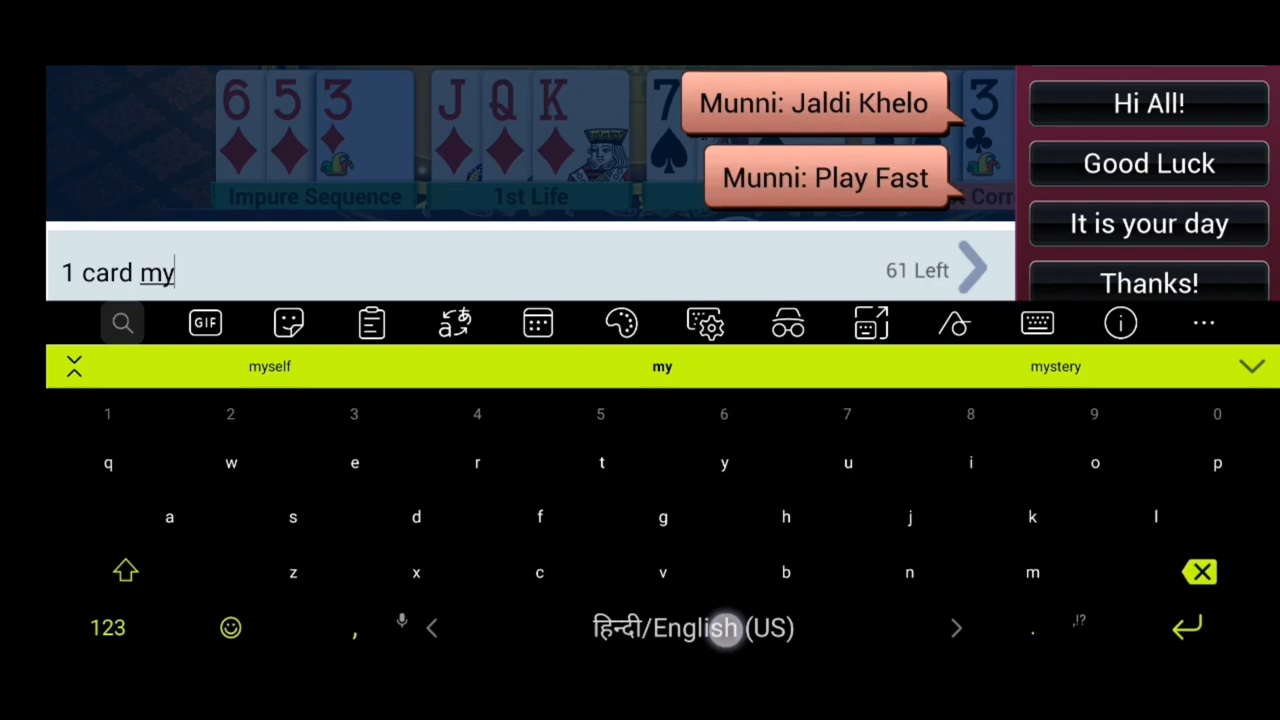 6 5 3
J Q K
7
3
Impure Sequence
1st Life
Corr
Munni: Jaldi Khelo
Munni: Play Fast
Hi All!
Good Luck
It is your day
Thanks!
1 card my
61 Left
GIF
myself my mystery
1 2 3 4 5 6 7 8 9 0
q w e r t y u i o p
a s d f g h j k l
z x c v b n m
123 , हिन्दी/English (US) . ,!?